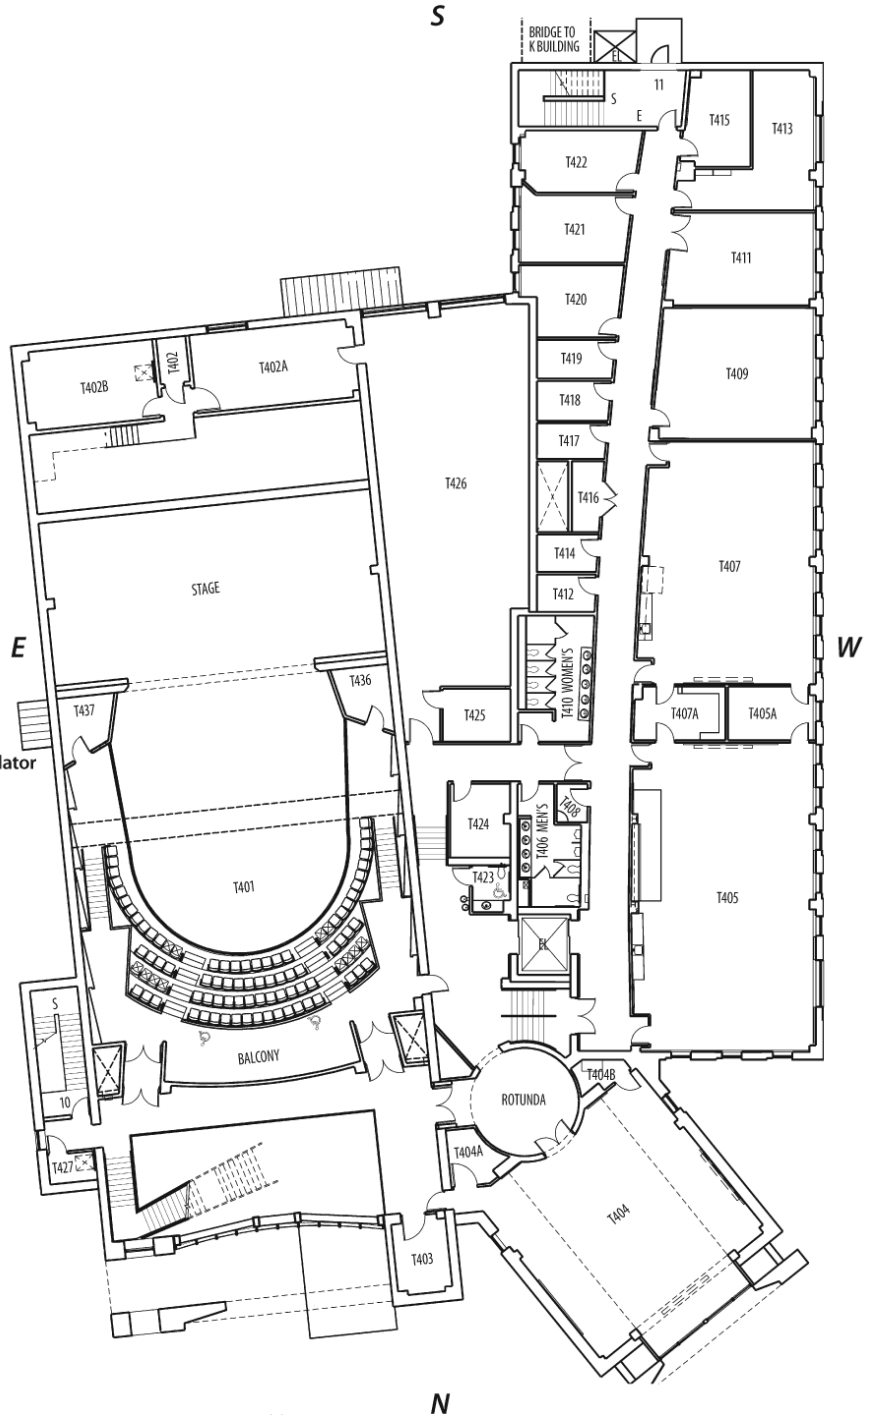 S
BRIDGE TO
K BUILDING
EL
11
S
E
T415
T413
T422
T421
T411
T420
T402B
T402
T402A
T419
T409
T418
T417
T426
T416
T414
T407
STAGE
T412
E
W
T410 WOMEN'S
T436
T437
T425
T407A
T405A
lator
T424
T408
T406 MEN'S
T423
T401
T405
EL
S
BALCONY
10
ROTUNDA
T404B
T427
T404A
T404
T403
N